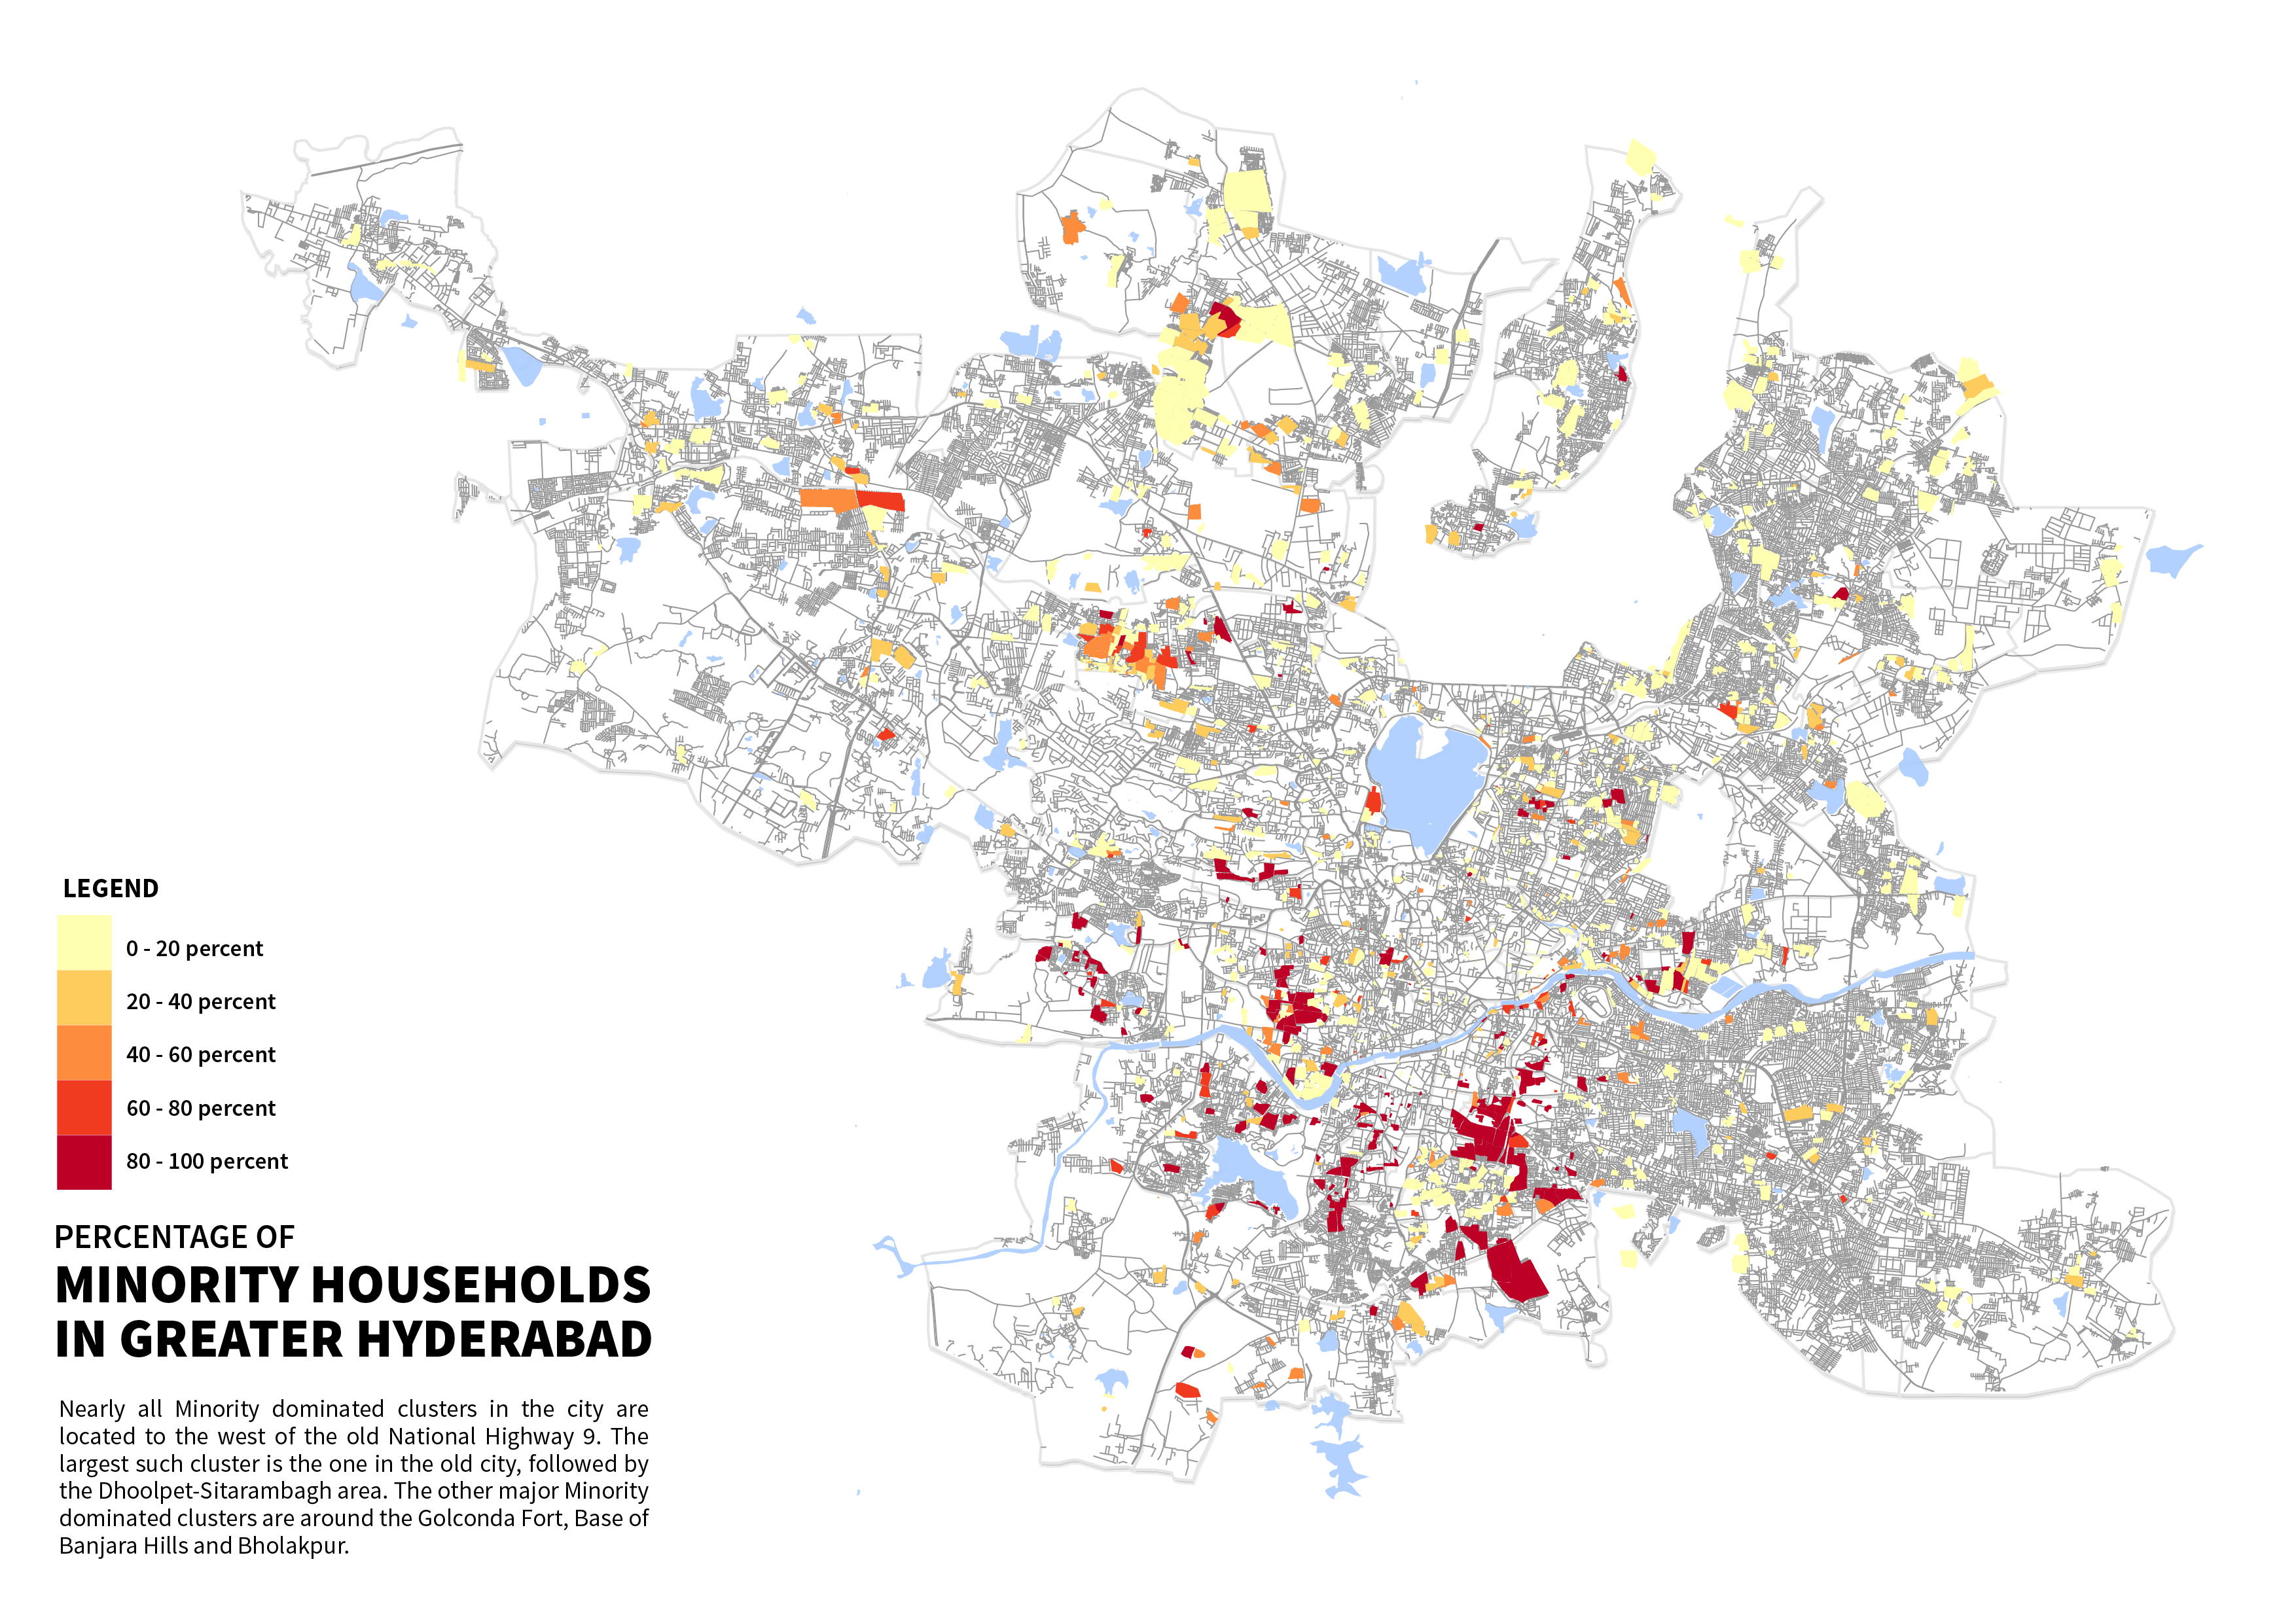 LEGEND
0 - 20 percent
20 - 40 percent
40 - 60 percent
60 - 80 percent
80 - 100 percent
PERCENTAGE OF
MINORITY HOUSEHOLDS
IN GREATER HYDERABAD
Nearly all Minority dominated clusters in the city are
located to the west of the old National Highway 9. The
largest such cluster is the one in the old city, followed by
the Dhoolpet-Sitarambagh area. The other major Minority
dominated clusters are around the Golconda Fort, Base of
Banjara Hills and Bholakpur.